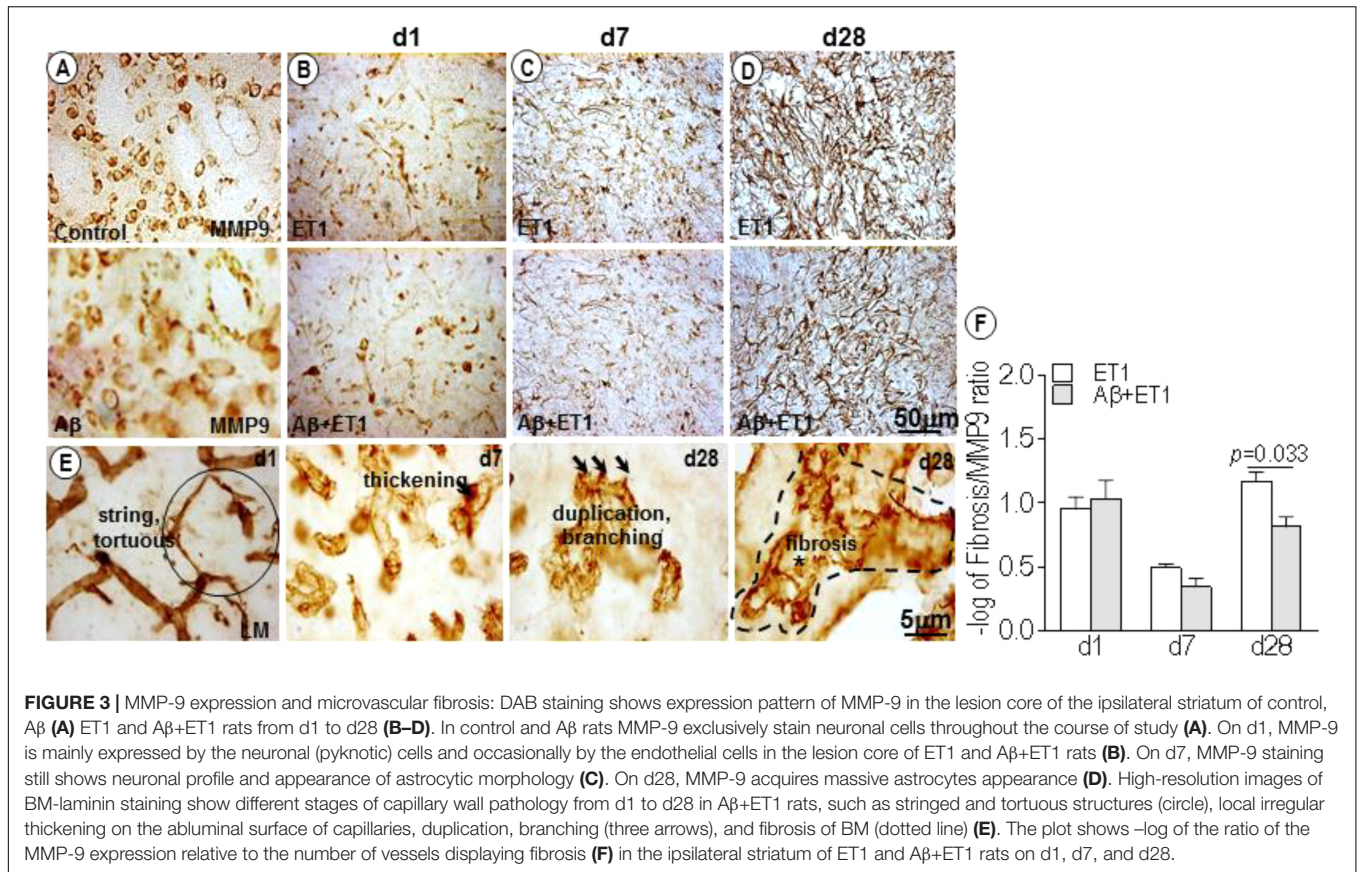 d1 d7 d28
A B C D
Control MMP9 ET1 ET1 ET1
Aβ MMP9 Aβ+ET1 Aβ+ET1 Aβ+ET1
50µm
E d1 d7 d28 d28
string,
tortuous
LM
thickening
duplication,
branching
fibrosis
*
5µm
F
-log of Fibrosis/MMP9 ratio
2.0
1.5
1.0
0.5
0.0
ET1
Aβ+ET1
p=0.033
d1 d7 d28
FIGURE 3 | MMP-9 expression and microvascular fibrosis: DAB staining shows expression pattern of MMP-9 in the lesion core of the ipsilateral striatum of control,
Aβ (A) ET1 and Aβ+ET1 rats from d1 to d28 (B–D). In control and Aβ rats MMP-9 exclusively stain neuronal cells throughout the course of study (A). On d1, MMP-9
is mainly expressed by the neuronal (pyknotic) cells and occasionally by the endothelial cells in the lesion core of ET1 and Aβ+ET1 rats (B). On d7, MMP-9 staining
still shows neuronal profile and appearance of astrocytic morphology (C). On d28, MMP-9 acquires massive astrocytes appearance (D). High-resolution images of
BM-laminin staining show different stages of capillary wall pathology from d1 to d28 in Aβ+ET1 rats, such as stringed and tortuous structures (circle), local irregular
thickening on the abluminal surface of capillaries, duplication, branching (three arrows), and fibrosis of BM (dotted line) (E). The plot shows –log of the ratio of the
MMP-9 expression relative to the number of vessels displaying fibrosis (F) in the ipsilateral striatum of ET1 and Aβ+ET1 rats on d1, d7, and d28.